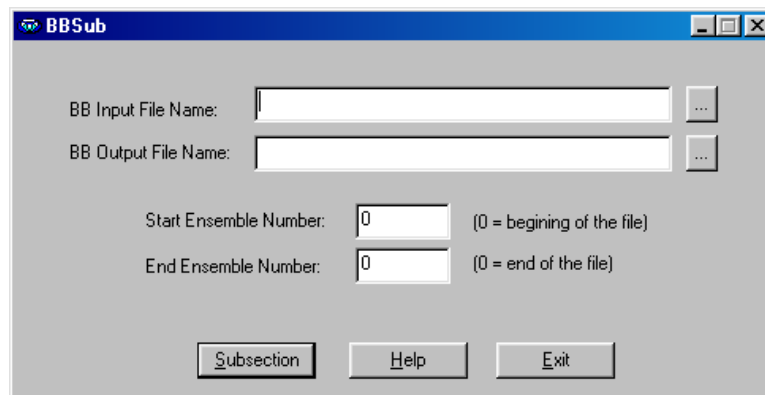 BBSub
BB Input File Name:
...
BB Output File Name:
...
Start Ensemble Number: 0 (0 = begining of the file)
End Ensemble Number: 0 (0 = end of the file)
Subsection Help Exit